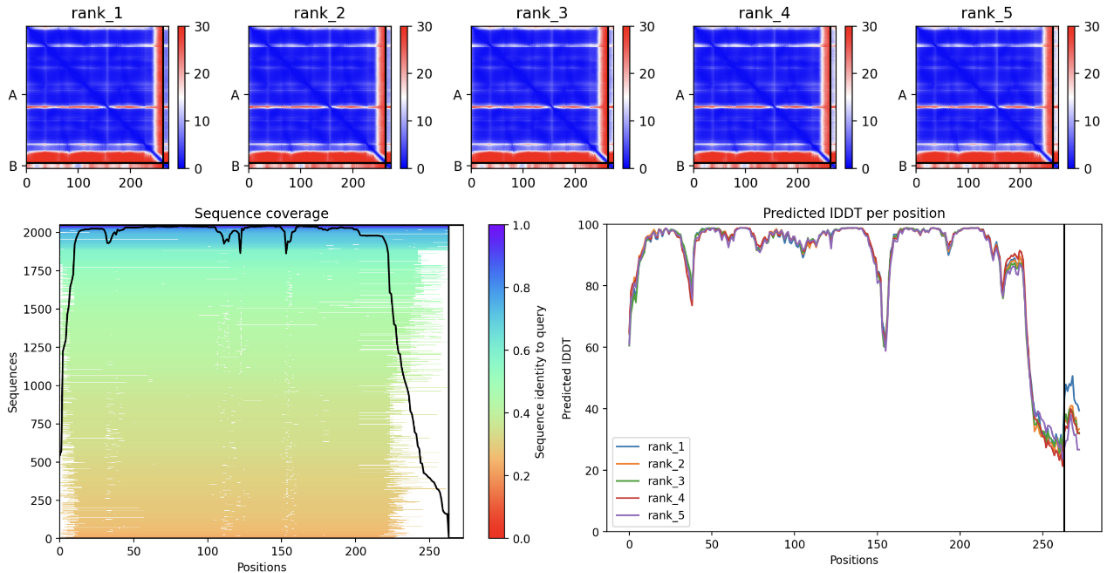 rank_1 rank_2 rank_3 rank_4 rank_5
A
B
0 100 200
30
20
10
0
A
B
0 100 200
30
20
10
0
A
B
0 100 200
30
20
10
0
A
B
0 100 200
30
20
10
0
A
B
0 100 200
30
20
10
0
Sequence coverage
Sequences
2000
1750
1500
1250
1000
750
500
250
0
0 50 100 150 200 250
Positions
1.0
0.8
0.6
0.4
0.2
0.0
Sequence identity to query
Predicted lDDT per position
Predicted lDDT
100
80
60
40
20
0
rank_1
rank_2
rank_3
rank_4
rank_5
0 50 100 150 200 250
Positions